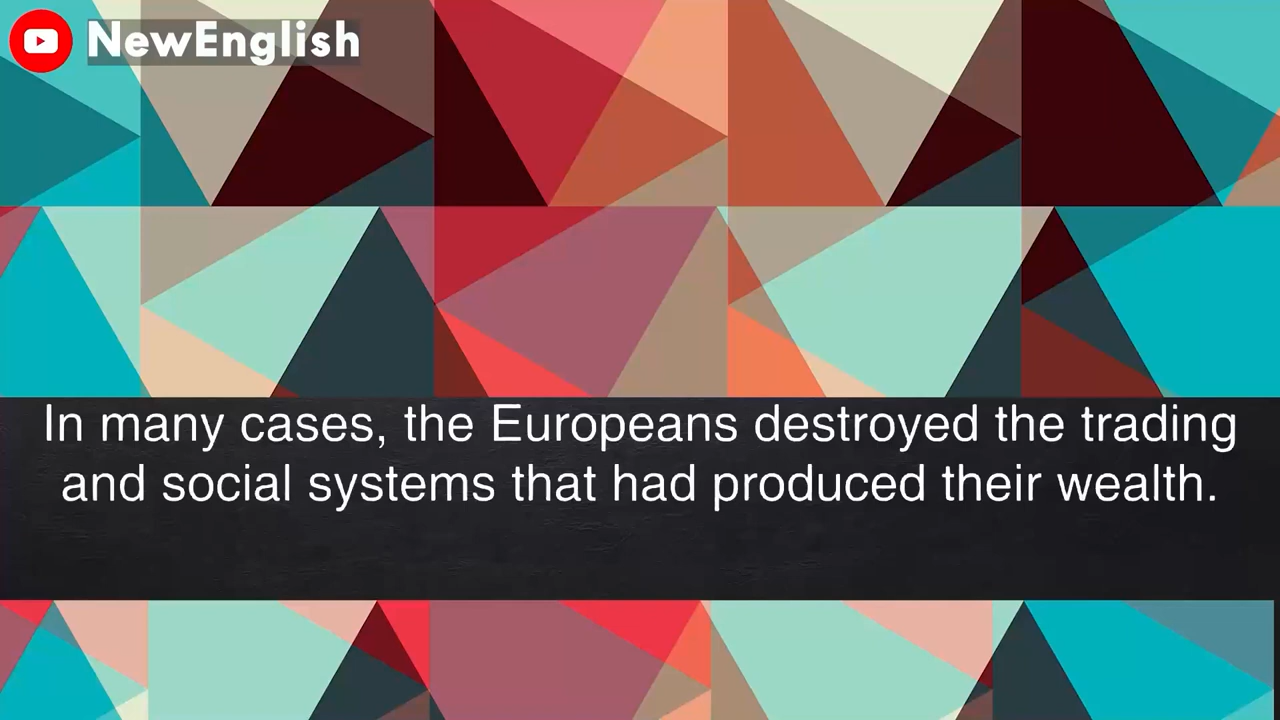 NewEnglish
In many cases, the Europeans destroyed the trading
and social systems that had produced their wealth.